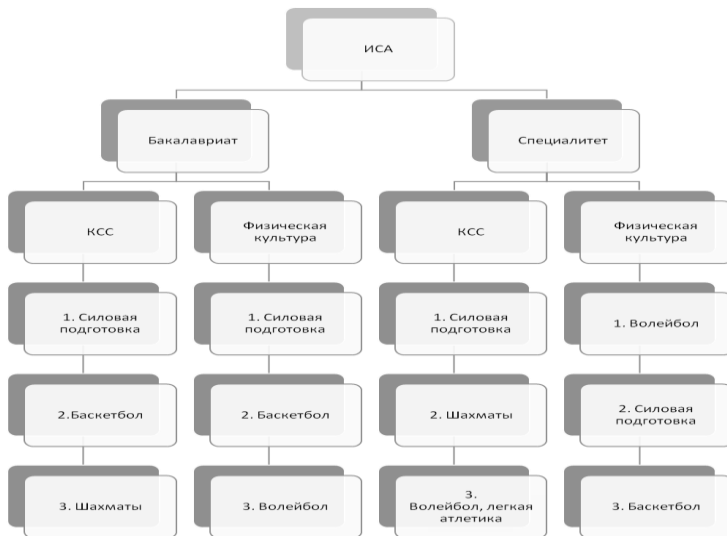 ИСА
Бакалавриат
Специалитет
КСС
Физическая
культура
КСС
Физическая
культура
1. Силовая
подготовка
1. Силовая
подготовка
1. Силовая
подготовка
1. Волейбол
2.Баскетбол
2. Баскетбол
2. Шахматы
2. Силовая
подготовка
3. Шахматы
3. Волейбол
3.
Волейбол, легкая
атлетика
3. Баскетбол